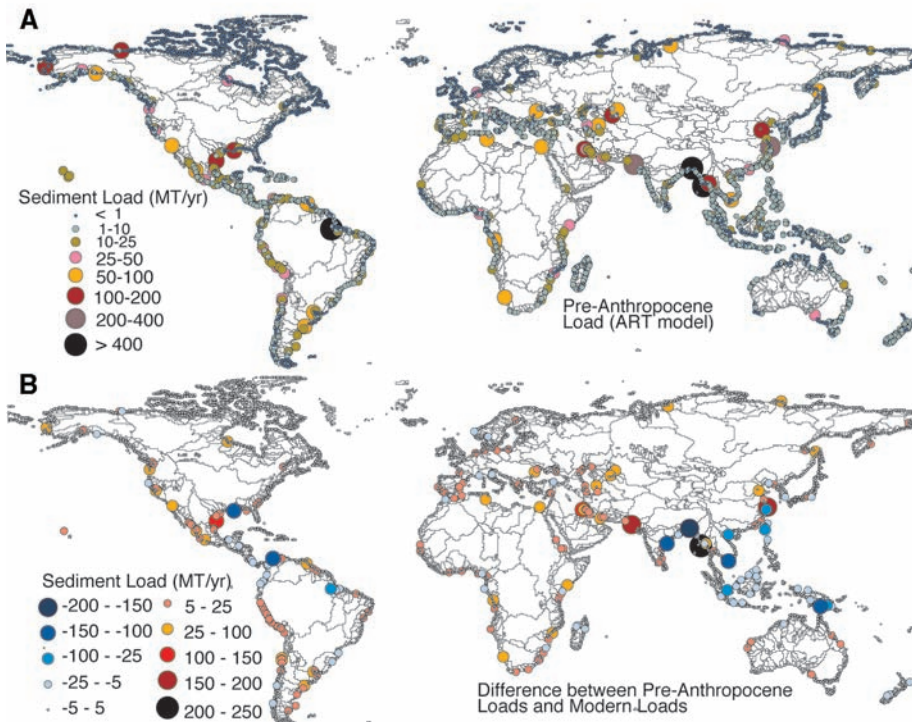 A
Sediment Load (MT/yr)
< 1
1-10
10-25
25-50
50-100
100-200
200-400
> 400
Pre-Anthropocene
Load (ART model)
B
Sediment Load (MT/yr)
-200 - -150
-150 - -100
-100 - -25
-25 - -5
-5 - 5
5 - 25
25 - 100
100 - 150
150 - 200
200 - 250
Difference between Pre-Anthropocene
Loads and Modern Loads